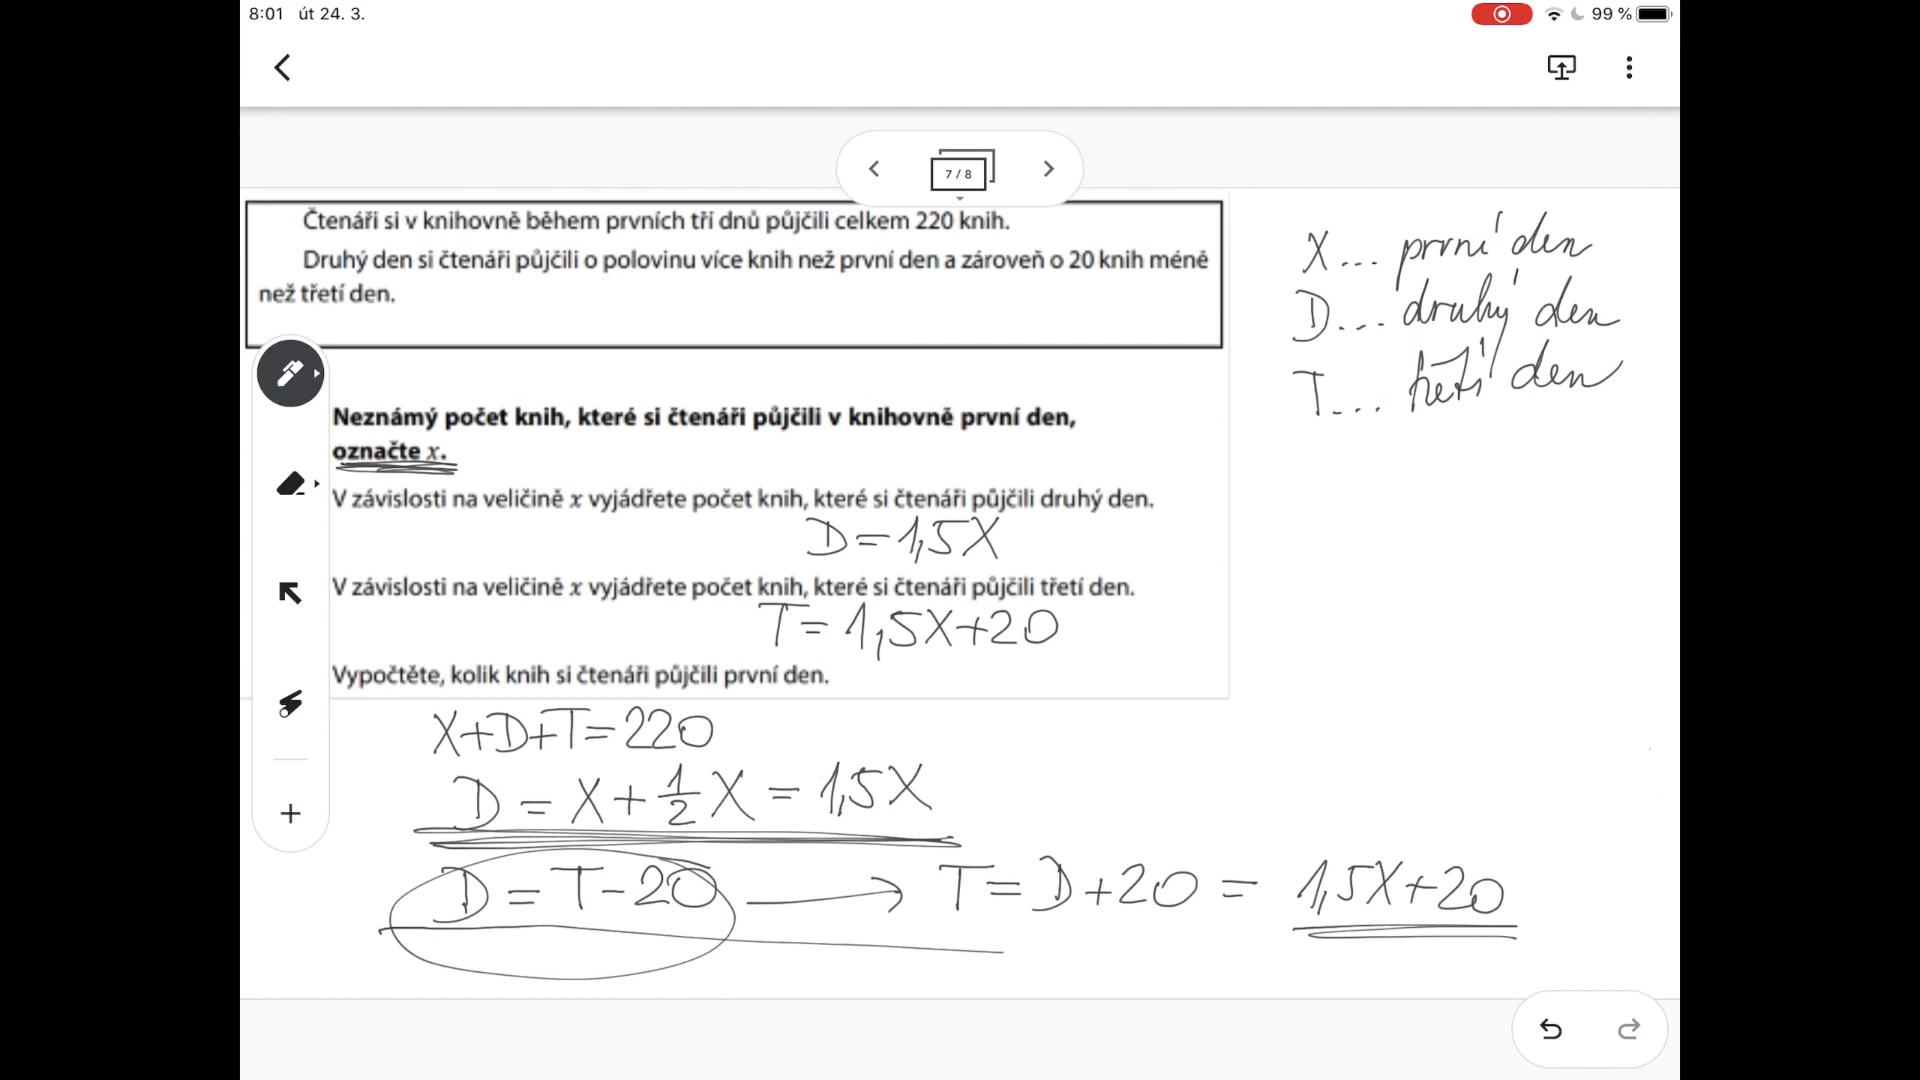 8:01 út 24. 3.
99 %
7 / 8
Čtenáři si v knihovně během prvních tří dnů půjčili celkem 220 knih.
Druhý den si čtenáři půjčili o polovinu více knih než první den a zároveň o 20 knih méně
než třetí den.
X... první den
D... druhý den
T... třetí den
Neznámý počet knih, které si čtenáři půjčili v knihovně první den,
označte x.
V závislosti na veličině x vyjádřete počet knih, které si čtenáři půjčili druhý den.
D=1,5X
V závislosti na veličině x vyjádřete počet knih, které si čtenáři půjčili třetí den.
T=1,5X+20
Vypočtěte, kolik knih si čtenáři půjčili první den.
X+D+T=220
D = X + 1/2 X = 1,5X
D = T - 20 → T = D + 20 = 1,5X+20